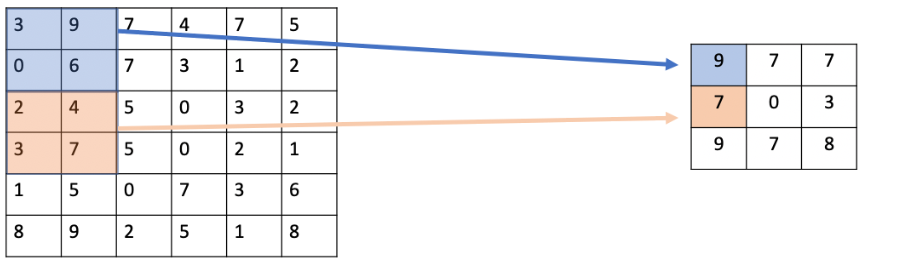 3 9 7 4 7 5
0 6 7 3 1 2
2 4 5 0 3 2
3 7 5 0 2 1
1 5 0 7 3 6
8 9 2 5 1 8
9 7 7
7 0 3
9 7 8